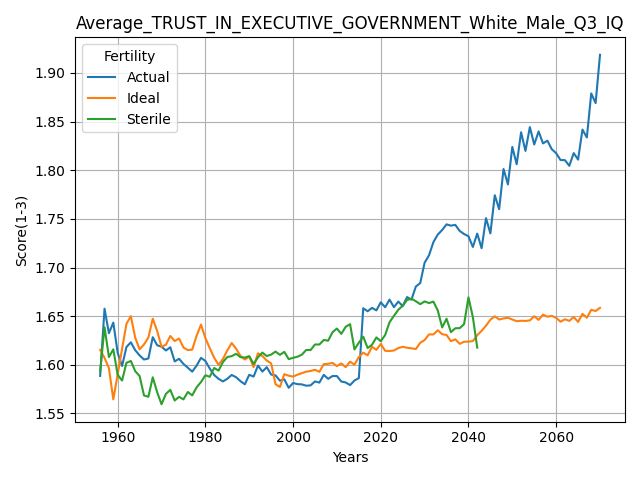 Average_TRUST_IN_EXECUTIVE_GOVERNMENT_White_Male_Q3_IQ
Fertility
Actual
Ideal
Sterile
Score(1-3)
1.90
1.85
1.80
1.75
1.70
1.65
1.60
1.55
1960 1980 2000 2020 2040 2060
Years